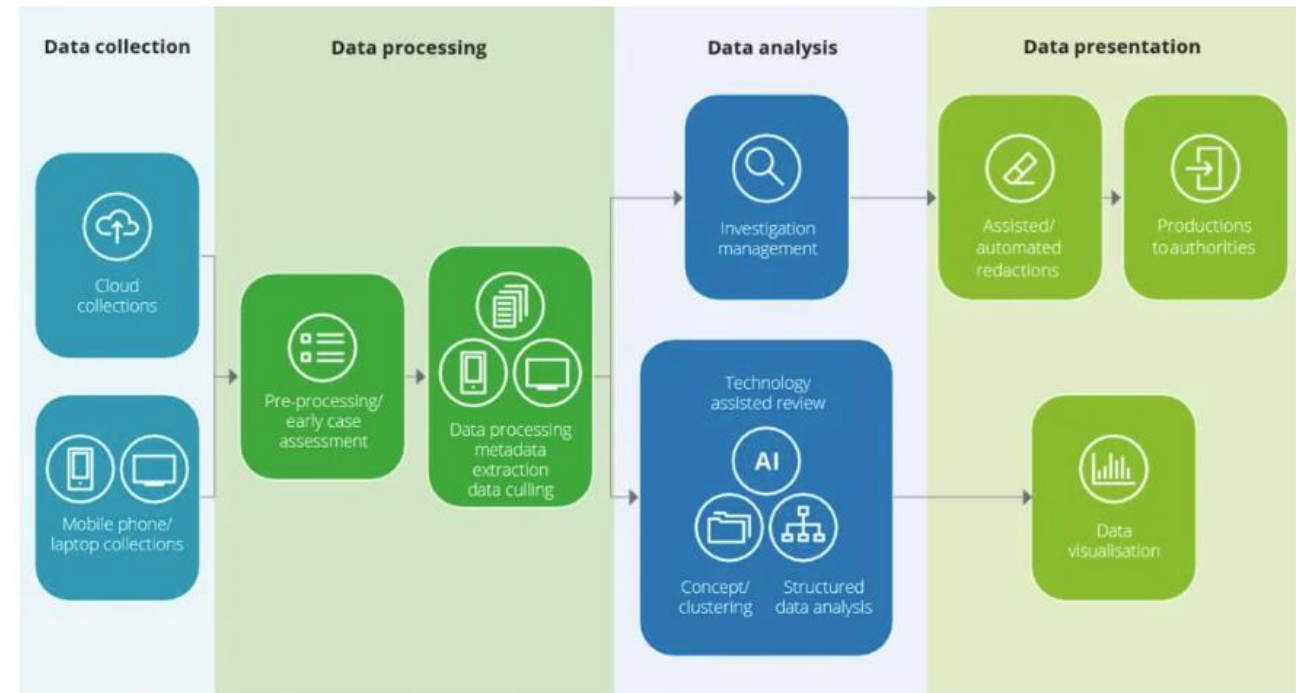 Data collection
Data processing
Data analysis
Data presentation
Cloud
collections
Mobile phone/
laptop collections
Pre-processing/
early case
assessment
Data processing
metadata
extraction
data culling
Investigation
management
Technology
assisted review
AI
Concept/
clustering
Structured
data analysis
Assisted/
automated
redactions
Productions
to authorities
Data
visualisation